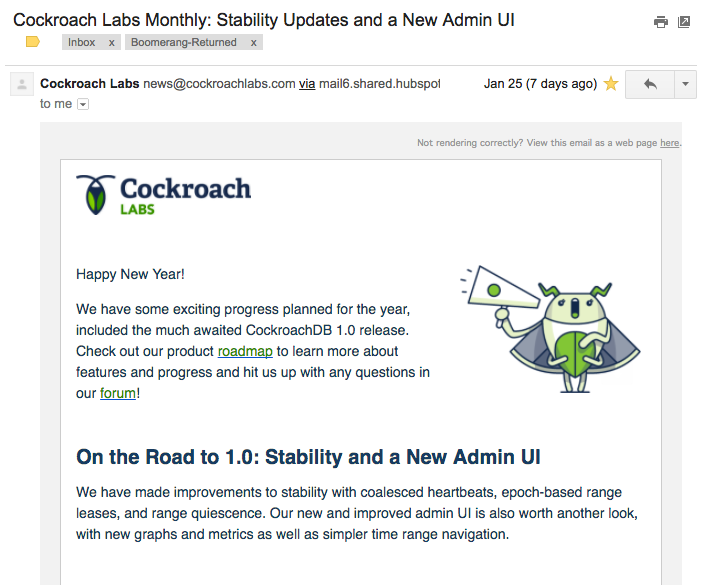 Cockroach Labs Monthly: Stability Updates and a New Admin UI
Inbox x Boomerang-Returned x
Cockroach Labs news@cockroachlabs.com via mail6.shared.hubspot Jan 25 (7 days ago)
to me
Not rendering correctly? View this email as a web page here.
Cockroach
LABS
Happy New Year!
We have some exciting progress planned for the year,
included the much awaited CockroachDB 1.0 release.
Check out our product roadmap to learn more about
features and progress and hit us up with any questions in
our forum!
On the Road to 1.0: Stability and a New Admin UI
We have made improvements to stability with coalesced heartbeats, epoch-based range
leases, and range quiescence. Our new and improved admin UI is also worth another look,
with new graphs and metrics as well as simpler time range navigation.